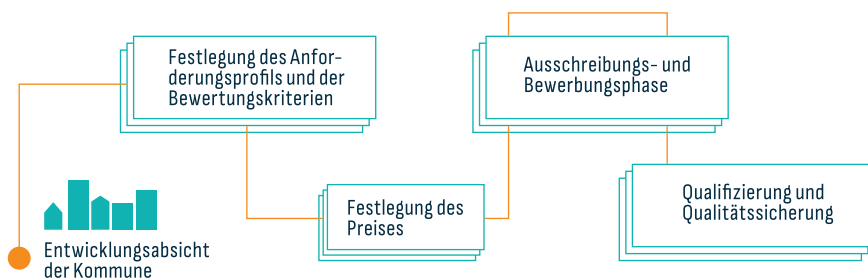 Festlegung des Anfor-
derungsprofils und der
Bewertungskriterien
Ausschreibungs- und
Bewerbungsphase
Festlegung des
Preises
Qualifizierung und
Qualitätssicherung
Entwicklungsabsicht
der Kommune